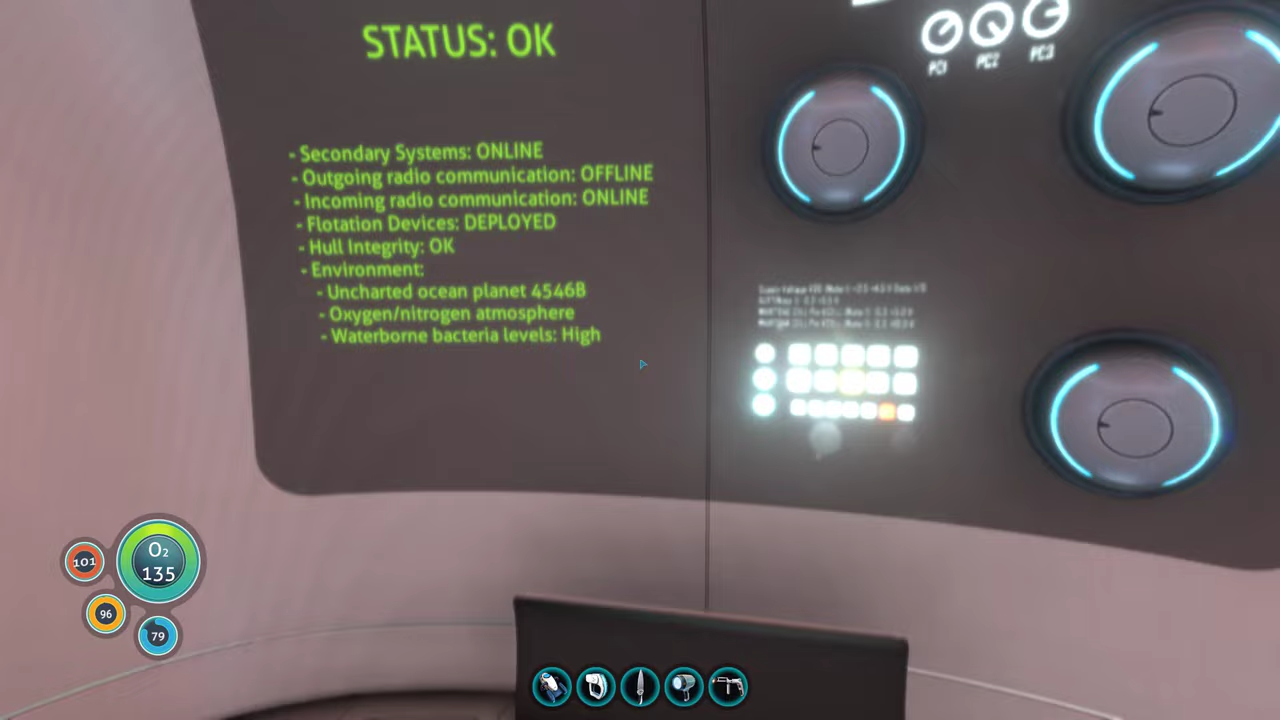 STATUS: OK
PC1 PC2 PC3
- Secondary Systems: ONLINE
- Outgoing radio communication: OFFLINE
- Incoming radio communication: ONLINE
- Flotation Devices: DEPLOYED
- Hull Integrity: OK
- Environment:
- Uncharted ocean planet 4546B
- Oxygen/nitrogen atmosphere
- Waterborne bacteria levels: High
O₂
135
101
96
79